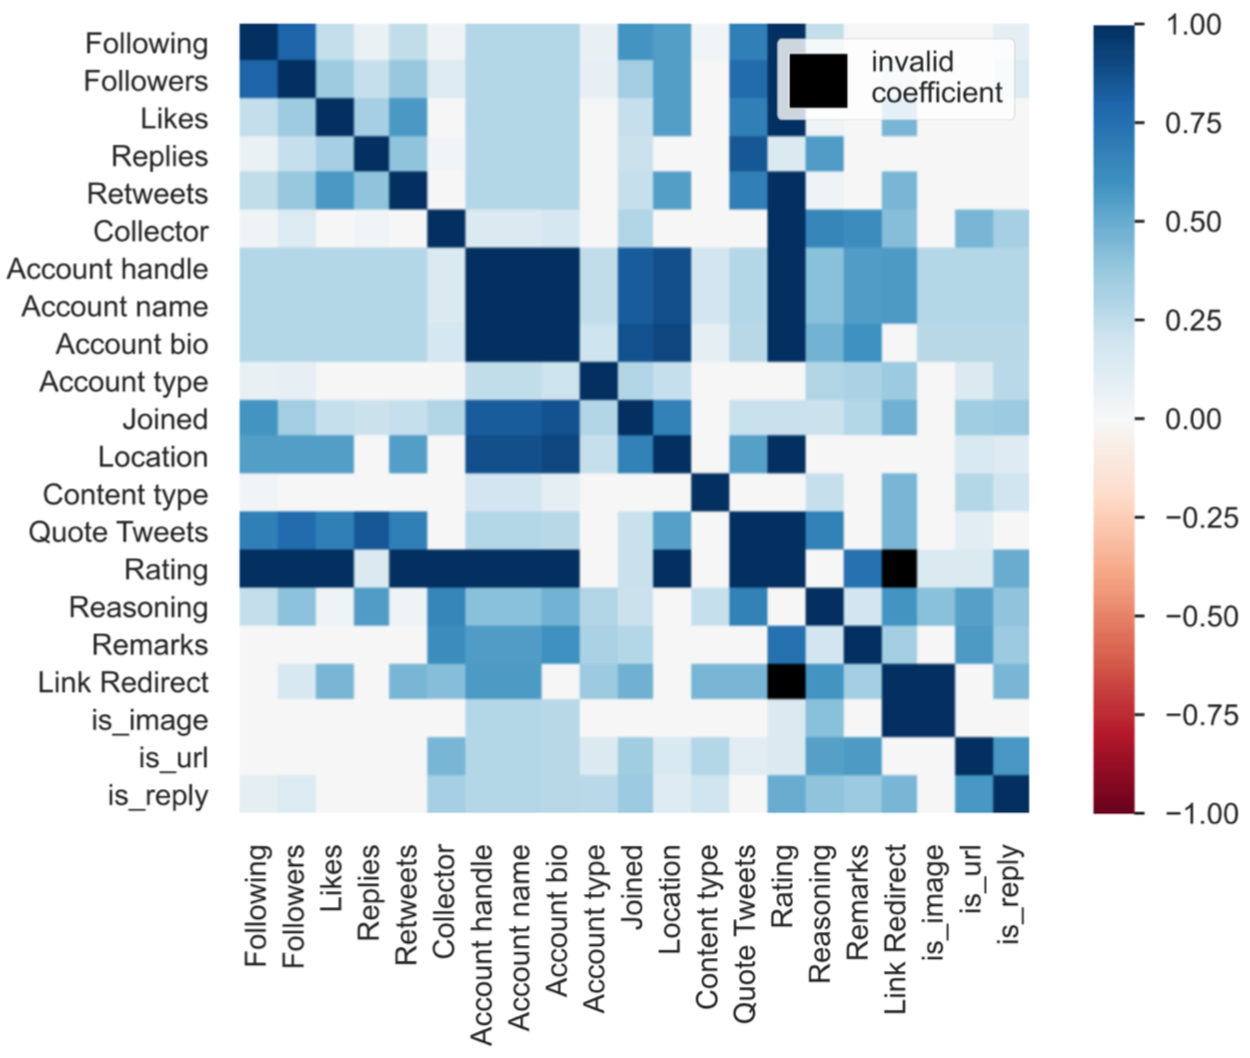 Following
Followers
Likes
Replies
Retweets
Collector
Account handle
Account name
Account bio
Account type
Joined
Location
Content type
Quote Tweets
Rating
Reasoning
Remarks
Link Redirect
is_image
is_url
is_reply
invalid
coefficient
1.00
0.75
0.50
0.25
0.00
−0.25
−0.50
−0.75
−1.00
Following
Followers
Likes
Replies
Retweets
Collector
Account handle
Account name
Account bio
Account type
Joined
Location
Content type
Quote Tweets
Rating
Reasoning
Remarks
Link Redirect
is_image
is_url
is_reply